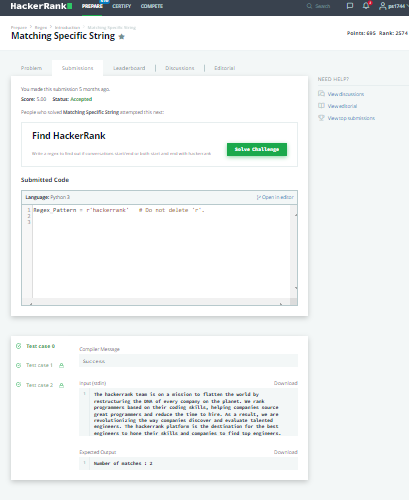 HackerRank
PREPARE
CERTIFY
COMPETE
Search
Prepare > Regex > Introduction > Matching Specific String
Matching Specific String
Points: 695 Rank: 2574
Problem
Submissions
Leaderboard
Discussions
Editorial
You made this submission 5 months ago.
Score: 5.00 Status: Accepted
People who solved Matching Specific String attempted this next:
Find HackerRank
Write a regex to find out if conversations start/end or both start and end with hackerrank
Solve Challenge
NEED HELP?
View discussions
View editorial
View top submissions
Submitted Code
Language: Python 3
Open in editor
1 Regex_Pattern = r'hackerrank' # Do not delete 'r'.
2
3
Test case 0
Test case 1
Test case 2
Compiler Message
Success
Input (stdin)
Download
1 The hackerrank team is on a mission to flatten the world by
restructuring the DNA of every company on the planet. We rank
programmers based on their coding skills, helping companies source
great programmers and reduce the time to hire. As a result, we are
revolutionizing the way companies discover and evaluate talented
engineers. The hackerrank platform is the destination for the best
engineers to hone their skills and companies to find top engineers.
Expected Output
Download
1 Number of matches : 2